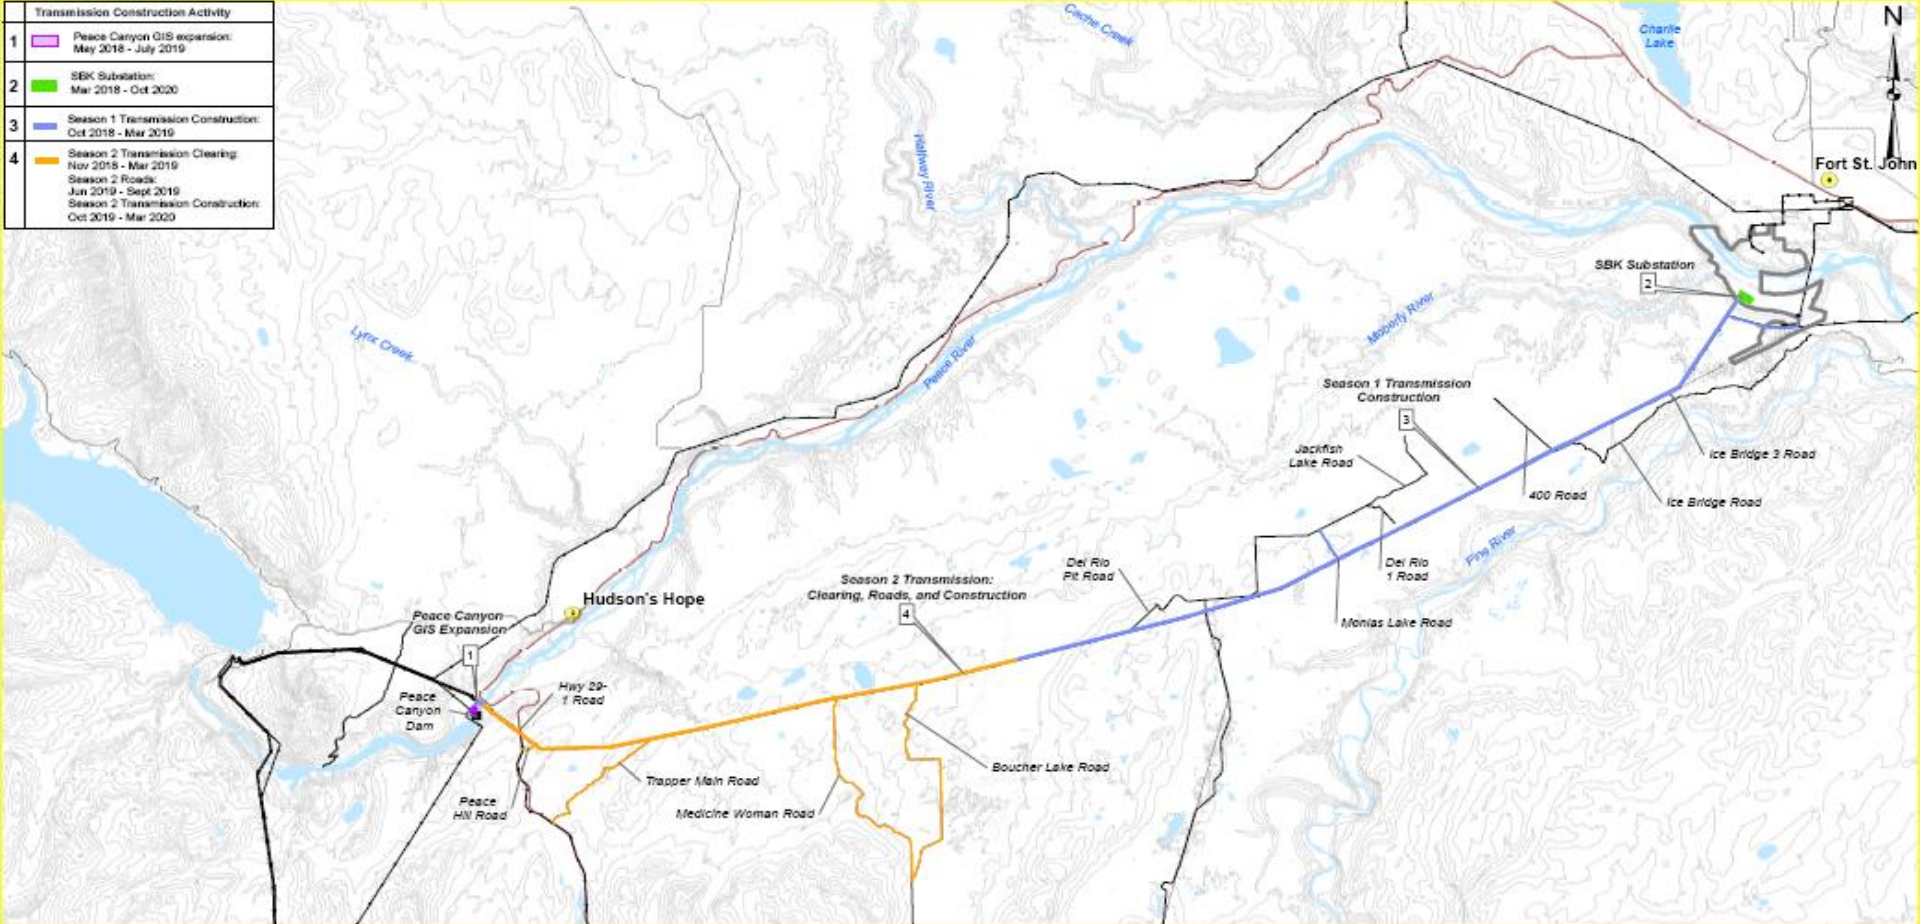 Transmission Construction Activity
1
Peace Canyon GIS expansion:
May 2018 - July 2019
2
SBK Substation:
Mar 2018 - Oct 2020
3
Season 1 Transmission Construction:
Oct 2018 - Mar 2019
4
Season 2 Transmission Clearing:
Nov 2018 - Mar 2019
Season 2 Roads:
Jun 2019 - Sept 2019
Season 2 Transmission Construction:
Oct 2019 - Mar 2020
Cache Creek
Charlie
Lake
N
Halfway River
Fort St. John
SBK Substation
2
Lynx Creek
Moberly River
Peace River
Season 1 Transmission
Construction
3
Jackfish
Lake Road
Ice Bridge 3 Road
400 Road
Ice Bridge Road
Pine River
Del Rio
Pit Road
Del Rio
1 Road
Season 2 Transmission:
Clearing, Roads, and Construction
4
Hudson's Hope
Peace Canyon
GIS Expansion
1
Monias Lake Road
Hwy 29-
1 Road
Peace
Canyon
Dam
Boucher Lake Road
Trapper Main Road
Peace
Hill Road
Medicine Woman Road